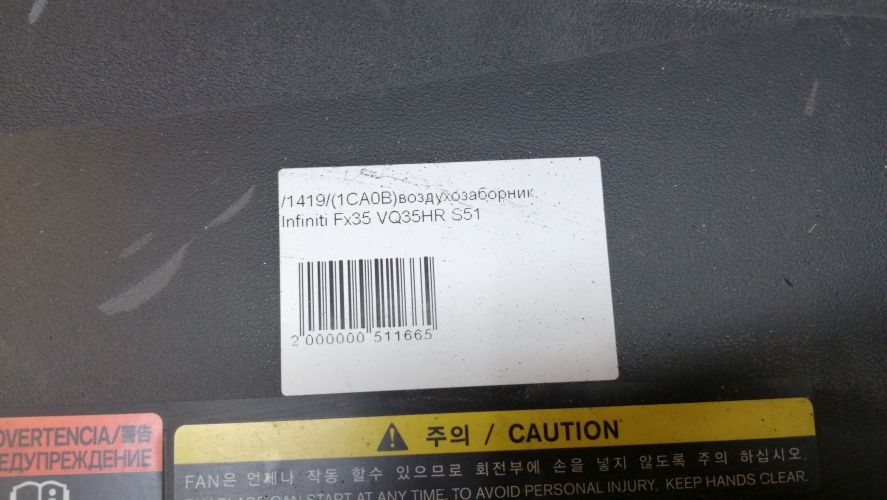 /1419/(1CA0B)воздухозаборник.
Infiniti Fx35 VQ35HR S51
2 000000 511665
DVERTENCIA/警告
ЕДУПРЕЖДЕНИЕ
주의 / CAUTION
FAN은 언제나 작동 할수 있으므로 회전부에 손을 넣지 않도록 주의 하십시오.
CAN START AT ANY TIME. TO AVOID PERSONAL INJURY, KEEP HANDS CLEAR.